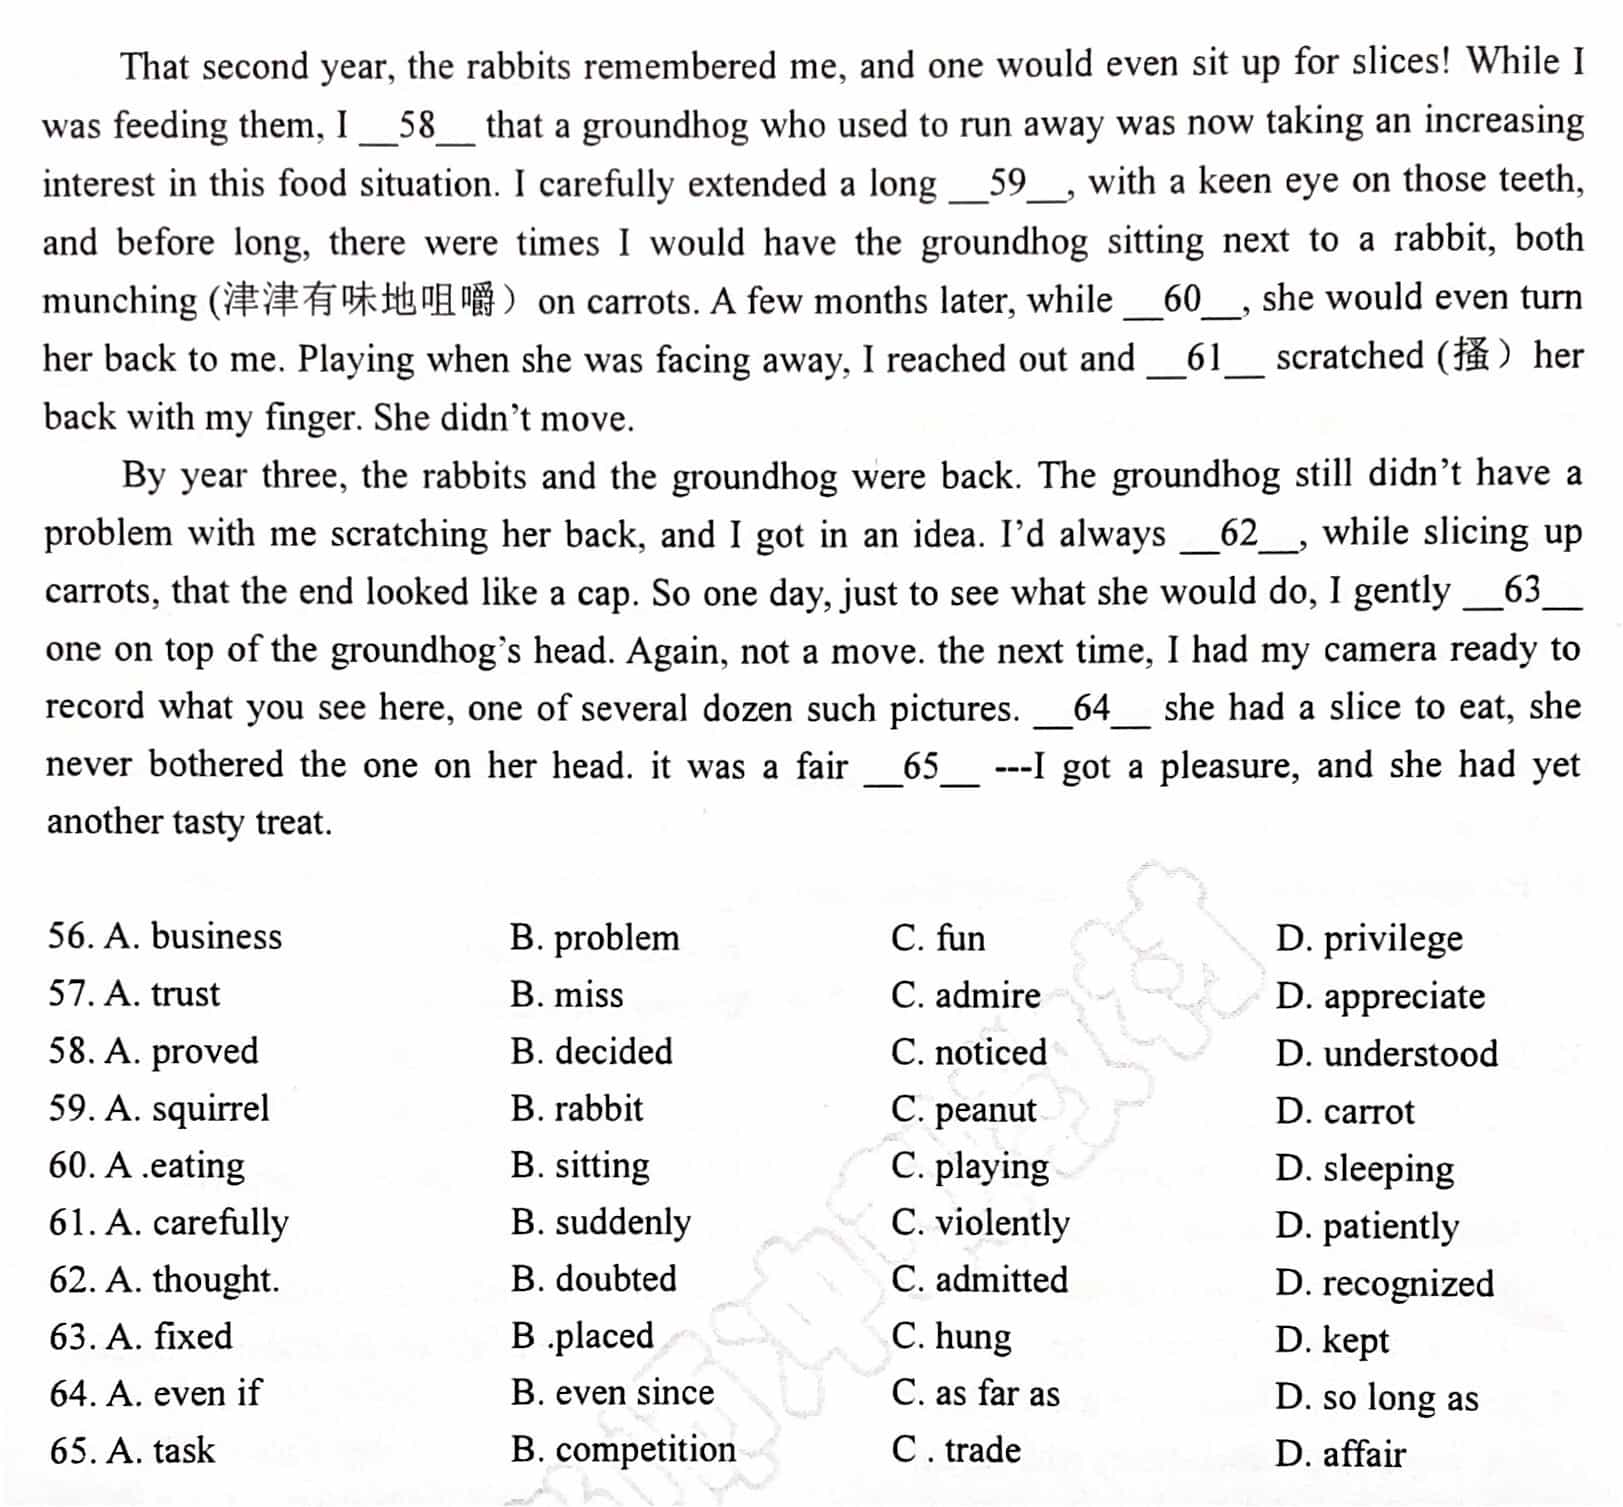 That second year, the rabbits remembered me, and one would even sit up for slices! While I
was feeding them, I __58__ that a groundhog who used to run away was now taking an increasing
interest in this food situation. I carefully extended a long __59__, with a keen eye on those teeth,
and before long, there were times I would have the groundhog sitting next to a rabbit, both
munching (津津有味地咀嚼) on carrots. A few months later, while __60__, she would even turn
her back to me. Playing when she was facing away, I reached out and __61__ scratched (搔) her
back with my finger. She didn't move.
By year three, the rabbits and the groundhog were back. The groundhog still didn't have a
problem with me scratching her back, and I got in an idea. I'd always __62__, while slicing up
carrots, that the end looked like a cap. So one day, just to see what she would do, I gently __63__
one on top of the groundhog's head. Again, not a move. the next time, I had my camera ready to
record what you see here, one of several dozen such pictures. __64__ she had a slice to eat, she
never bothered the one on her head. it was a fair __65__ ---I got a pleasure, and she had yet
another tasty treat.
56. A. business B. problem C. fun D. privilege
57. A. trust B. miss C. admire D. appreciate
58. A. proved B. decided C. noticed D. understood
59. A. squirrel B. rabbit C. peanut D. carrot
60. A .eating B. sitting C. playing D. sleeping
61. A. carefully B. suddenly C. violently D. patiently
62. A. thought. B. doubted C. admitted D. recognized
63. A. fixed B .placed C. hung D. kept
64. A. even if B. even since C. as far as D. so long as
65. A. task B. competition C . trade D. affair